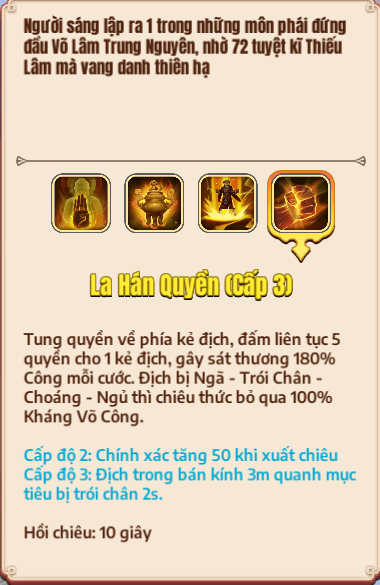 Người sáng lập ra 1 trong những môn phái đứng
đầu Võ Lâm Trung Nguyên, nhờ 72 tuyệt kĩ Thiếu
Lâm mà vang danh thiên hạ
La Hán Quyền (Cấp 3)
Tung quyền về phía kẻ địch, đấm liên tục 5
quyền cho 1 kẻ địch, gây sát thương 180%
Công mỗi cước. Địch bị Ngã - Trói Chân -
Choáng - Ngủ thì chiêu thức bỏ qua 100%
Kháng Võ Công.
Cấp độ 2: Chính xác tăng 50 khi xuất chiêu
Cấp độ 3: Địch trong bán kính 3m quanh mục
tiêu bị trói chân 2s.
Hồi chiêu: 10 giây